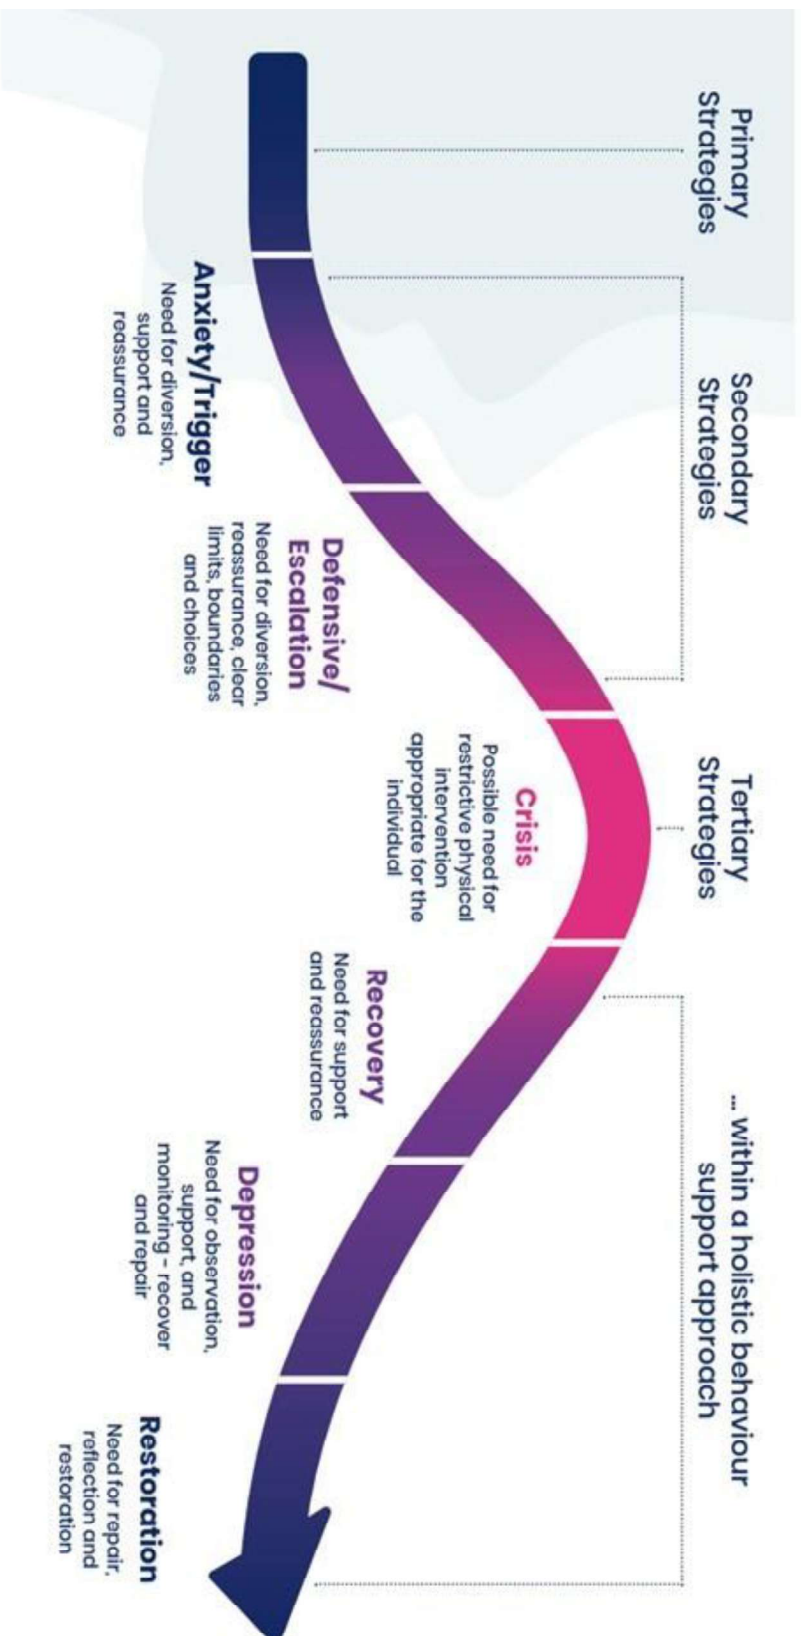 Primary
Strategies
Secondary
Strategies
Tertiary
Strategies
... within a holistic behaviour
support approach
Anxiety/Trigger
Need for diversion,
support and
reassurance
Defensive/
Escalation
Need for diversion,
reassurance, clear
limits, boundaries
and choices
Crisis
Possible need for
restrictive physical
intervention
appropriate for the
individual
Recovery
Need for support
and reassurance
Depression
Need for observation,
support, and
monitoring – recover
and repair
Restoration
Need for repair,
reflection and
restoration